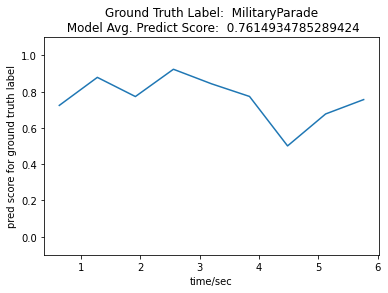 Ground Truth Label:  MilitaryParade
Model Avg. Predict Score:  0.7614934785289424
pred score for ground truth label
1.0
0.8
0.6
0.4
0.2
0.0
1 2 3 4 5 6
time/sec